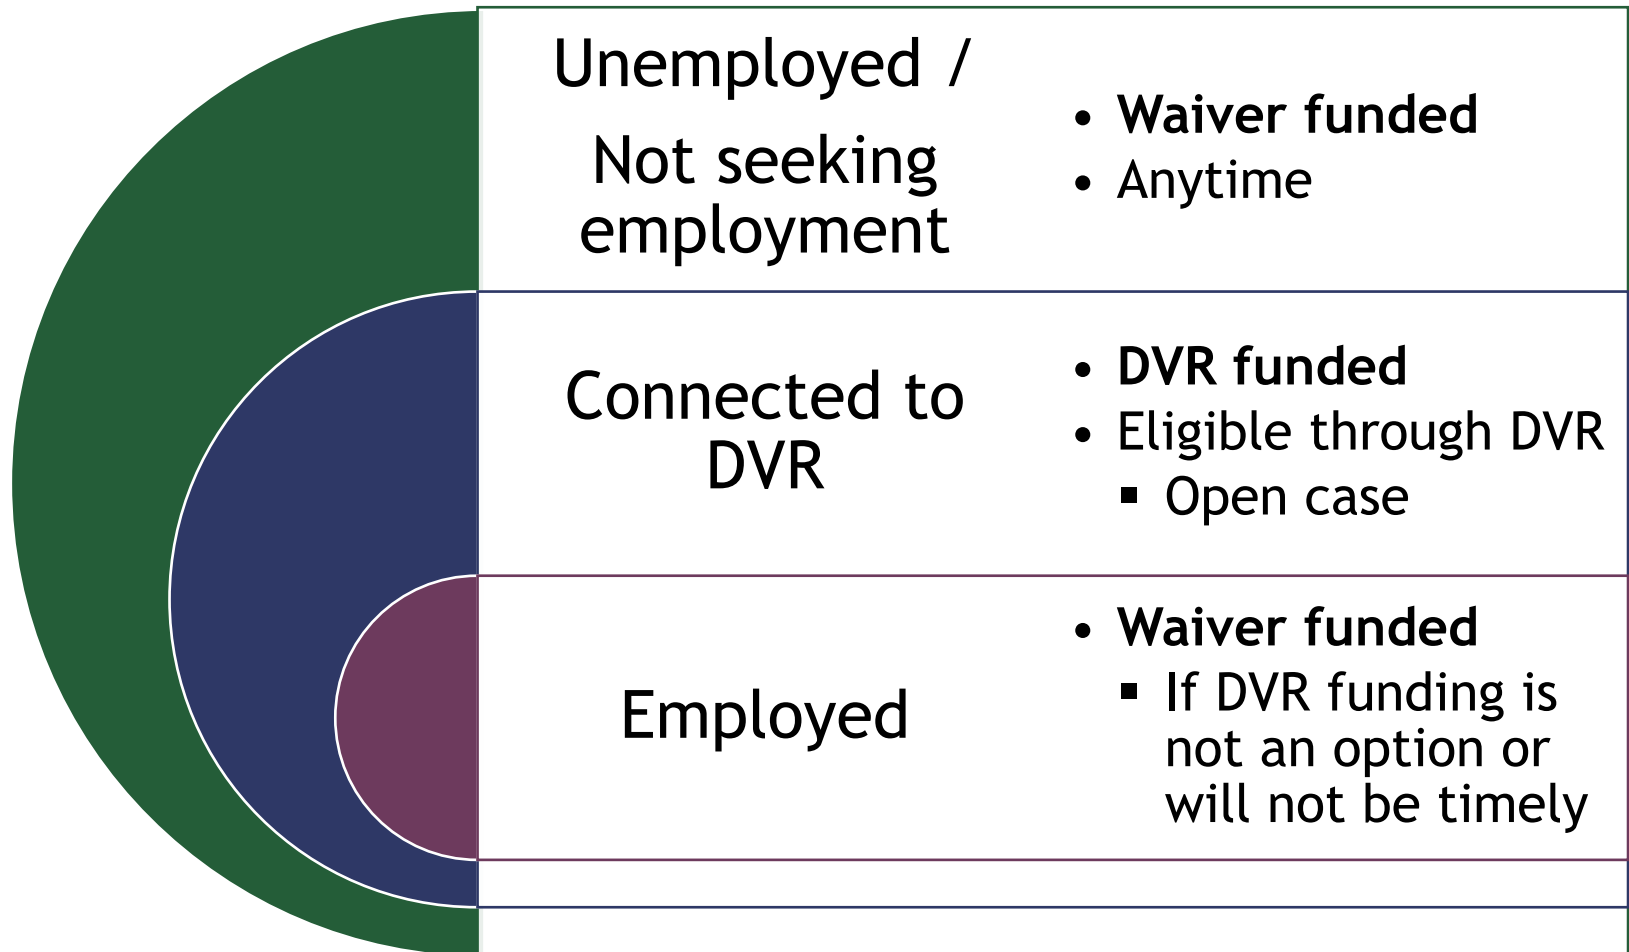 Unemployed /
Not seeking
employment
• Waiver funded
• Anytime
Connected to
DVR
• DVR funded
• Eligible through DVR
▪ Open case
Employed
• Waiver funded
▪ If DVR funding is
not an option or
will not be timely